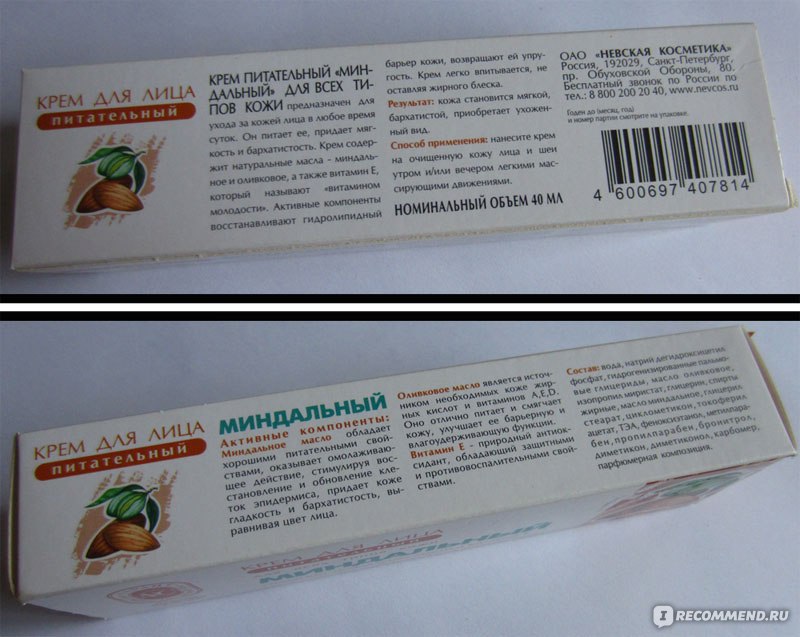 КРЕМ ДЛЯ ЛИЦА
питательный
КРЕМ ПИТАТЕЛЬНЫЙ «МИН-
ДАЛЬНЫЙ» ДЛЯ ВСЕХ ТИ-
ПОВ КОЖИ предназначен для
ухода за кожей лица в любое время
суток. Он питает ее, придает мяг-
кость и бархатистость. Крем содер-
жит натуральные масла - миндаль-
ное и оливковое, а также витамин Е,
который называют «витамином
молодости». Активные компоненты
восстанавливают гидролипидный
барьер кожи, возвращают ей упру-
гость. Крем легко впитывается, не
оставляя жирного блеска.
Результат: кожа становится мягкой,
бархатистой, приобретает ухожен-
ный вид.
Способ применения: нанесите крем
на очищенную кожу лица и шеи
утром и/или вечером легкими мас-
сирующими движениями.
НОМИНАЛЬНЫЙ ОБЪЕМ 40 МЛ
ОАО «НЕВСКАЯ КОСМЕТИКА»
Россия, 192029, Санкт-Петербург,
пр. Обуховской Обороны, 80.
Бесплатный звонок по России по
тел.: 8 800 200 20 40, www.nevcos.ru
Годен до (месяц, год)
и номер партии смотрите на упаковке.
4 600697 407814
КРЕМ ДЛЯ ЛИЦА
питательный
МИНДАЛЬНЫЙ
Активные компоненты:
Миндальное масло обладает
хорошими питательными свой-
ствами, оказывает омолаживаю-
щее действие, стимулируя вос-
становление и обновление кле-
ток эпидермиса, придает коже
гладкость и бархатистость, вы-
равнивая цвет лица.
Оливковое масло является источ-
ником необходимых коже жир-
ных кислот и витаминов A,E,D.
Оно отлично питает и смягчает
кожу, улучшает ее барьерную и
влагоудерживающую функции.
Витамин Е - природный антиок-
сидант, обладающий защитными
и противовоспалительными свой-
ствами.
Состав: вода, натрий дегидроксицетил
фосфат, гидрогенизированные пальмо-
вые глицериды, масло оливковое,
изопропил миристат, глицерин, спирты
жирные, масло миндальное, глицерил
стеарат, циклометикон, токоферил
ацетат, ТЭА, феноксиэтанол, метилпара-
бен, пропилпарабен, бронитрол,
диметикон, диметиконол, карбомер,
парфюмерная композиция.
КРЕМ ДЛЯ ЛИЦА
питательный
МИНДАЛЬНЫЙ
I RECOMMEND.RU